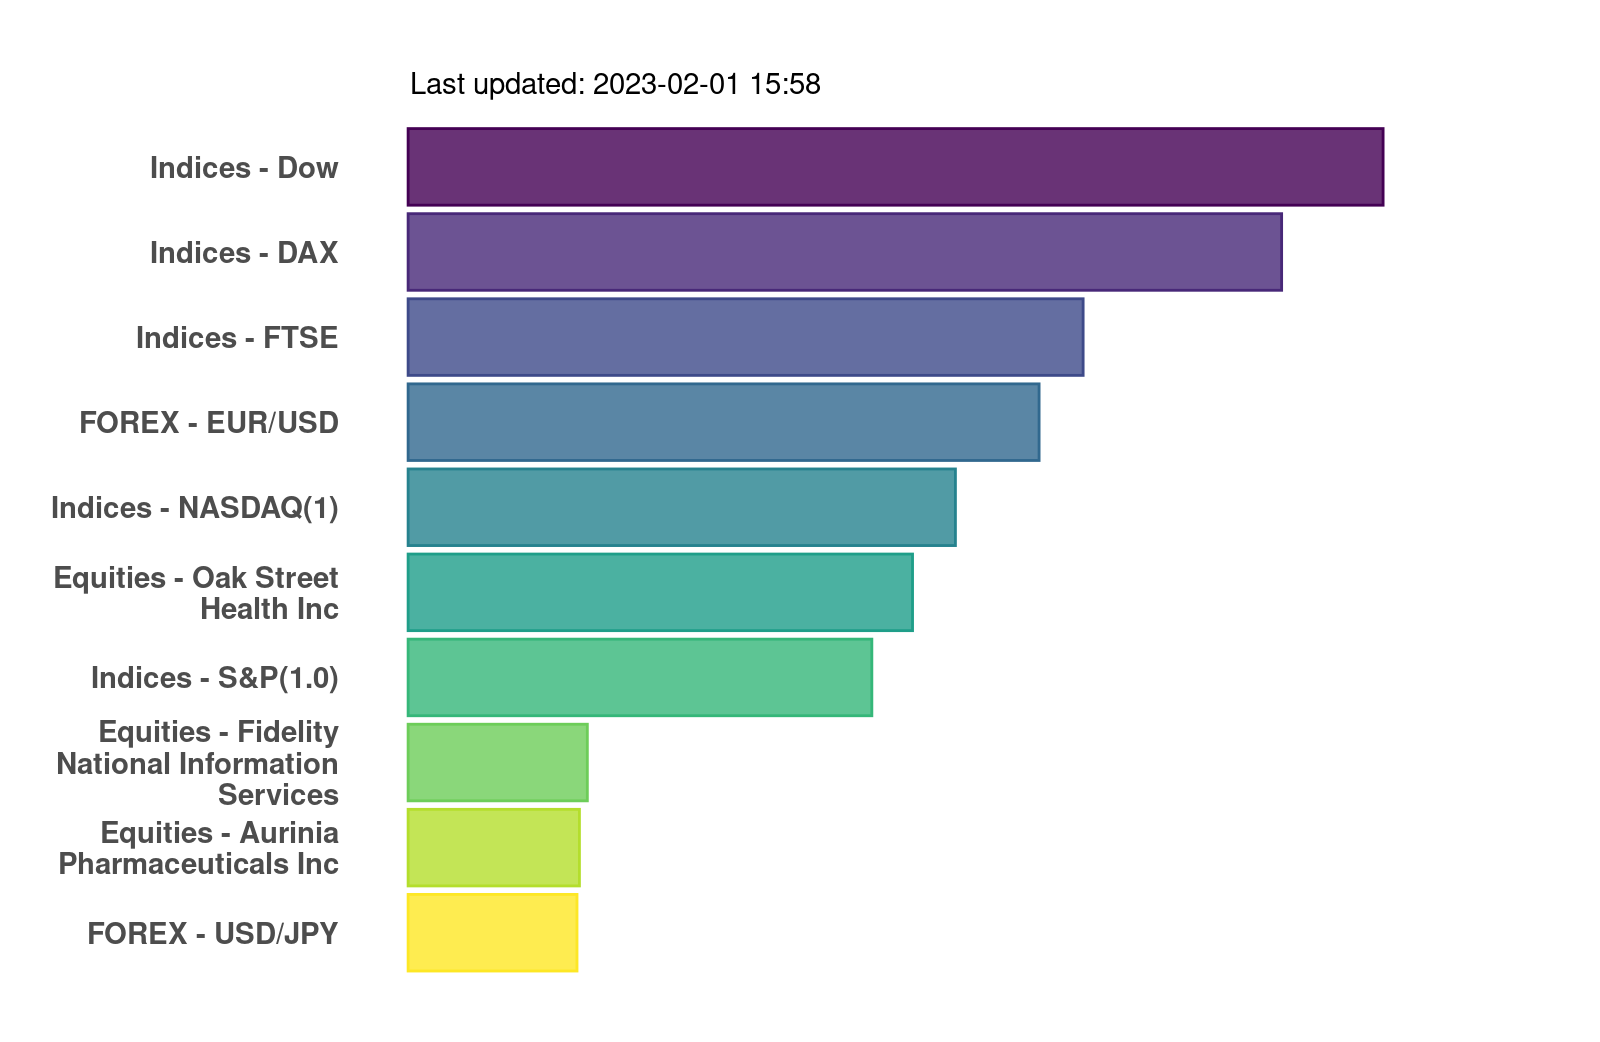 Last updated: 2023-02-01 15:58
Indices - Dow
Indices - DAX
Indices - FTSE
FOREX - EUR/USD
Indices - NASDAQ(1)
Equities - Oak Street
Health Inc
Indices - S&P(1.0)
Equities - Fidelity
National Information
Services
Equities - Aurinia
Pharmaceuticals Inc
FOREX - USD/JPY